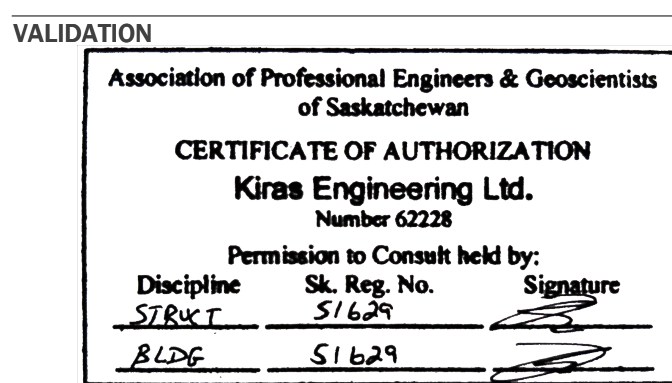 VALIDATION
Association of Professional Engineers & Geoscientists
of Saskatchewan
CERTIFICATE OF AUTHORIZATION
Kiras Engineering Ltd.
Number 62228
Permission to Consult held by:
Discipline Sk. Reg. No. Signature
STRUCT 51629
BLDG 51629